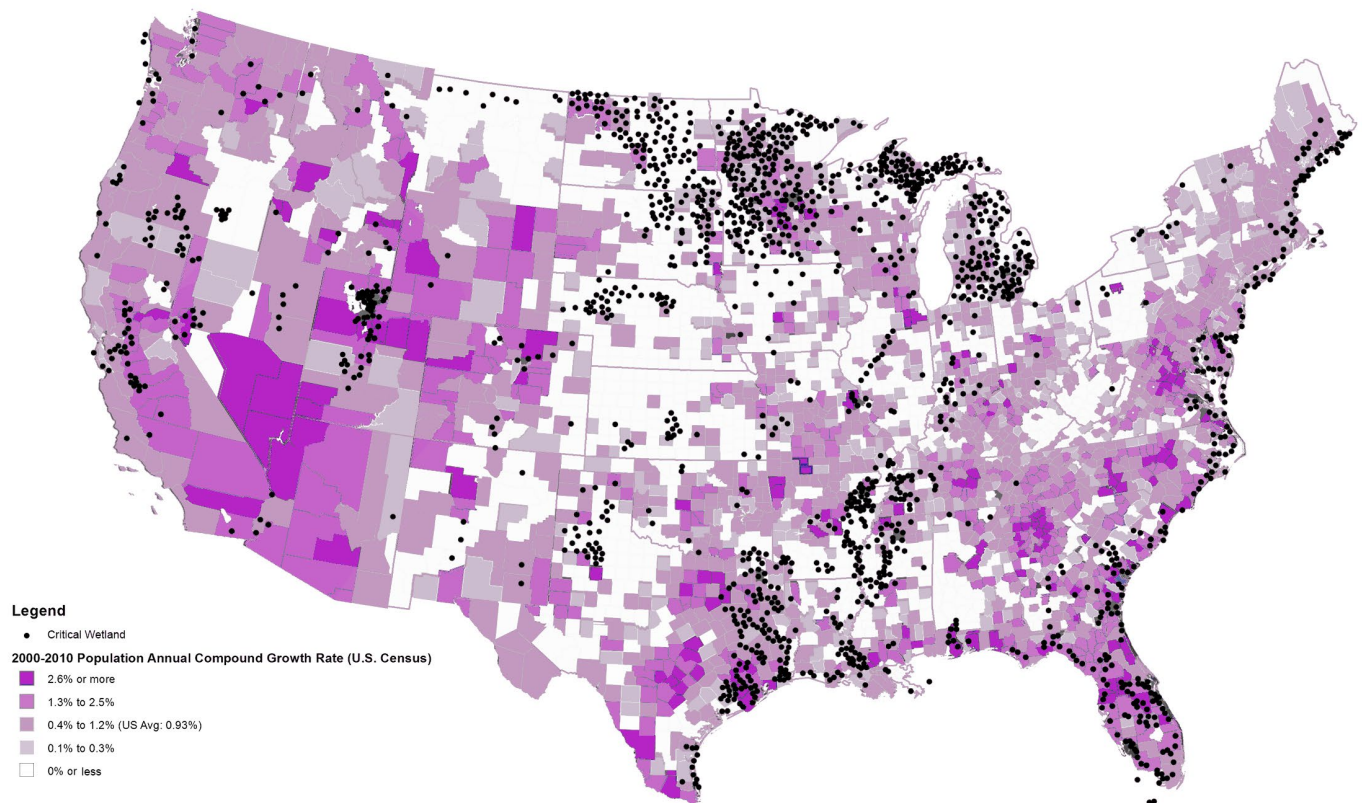 Legend
Critical Wetland
2000-2010 Population Annual Compound Growth Rate (U.S. Census)
2.6% or more
1.3% to 2.5%
0.4% to 1.2% (US Avg: 0.93%)
0.1% to 0.3%
0% or less